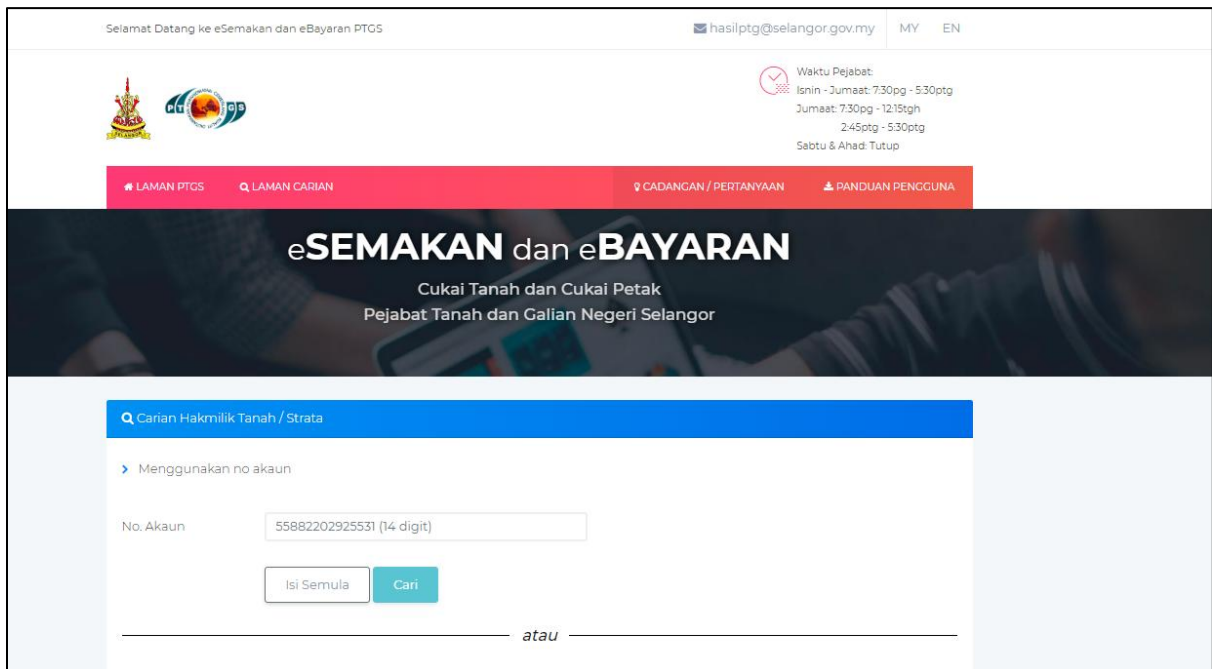 Selamat Datang ke eSemakan dan eBayaran PTGS
hasilptg@selangor.gov.my
MY
EN
SELANGOR
PTGS
Waktu Pejabat:
Isnin - Jumaat: 7:30pg - 5:30ptg
Jumaat: 7:30pg - 12:15tgh
2:45ptg - 5:30ptg
Sabtu & Ahad: Tutup
LAMAN PTGS
LAMAN CARIAN
CADANGAN / PERTANYAAN
PANDUAN PENGGUNA
eSEMAKAN dan eBAYARAN
Cukai Tanah dan Cukai Petak
Pejabat Tanah dan Galian Negeri Selangor
Carian Hakmilik Tanah / Strata
Menggunakan no akaun
No. Akaun
55882202925531 (14 digit)
Isi Semula
Cari
atau